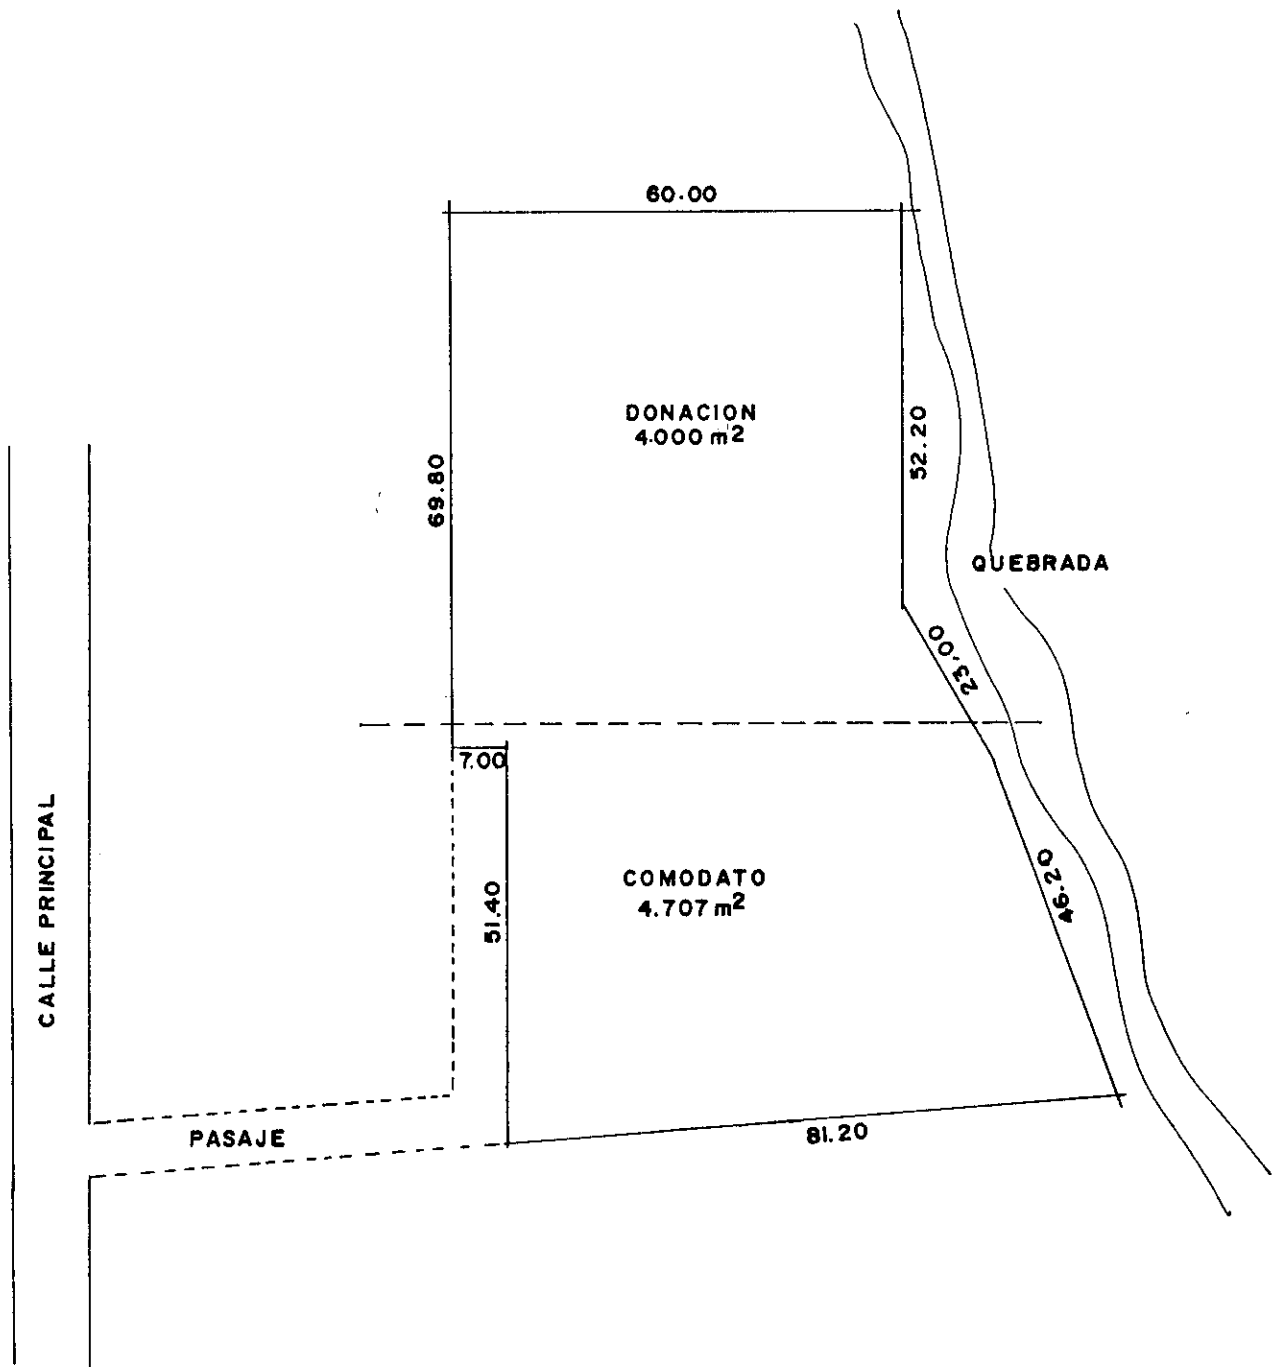 60.00
DONACION
4.000 m²
52.20
69.80
QUEBRADA
23.00
7.00
COMODATO
4.707 m²
46.20
51.40
CALLE PRINCIPAL
PASAJE
81.20